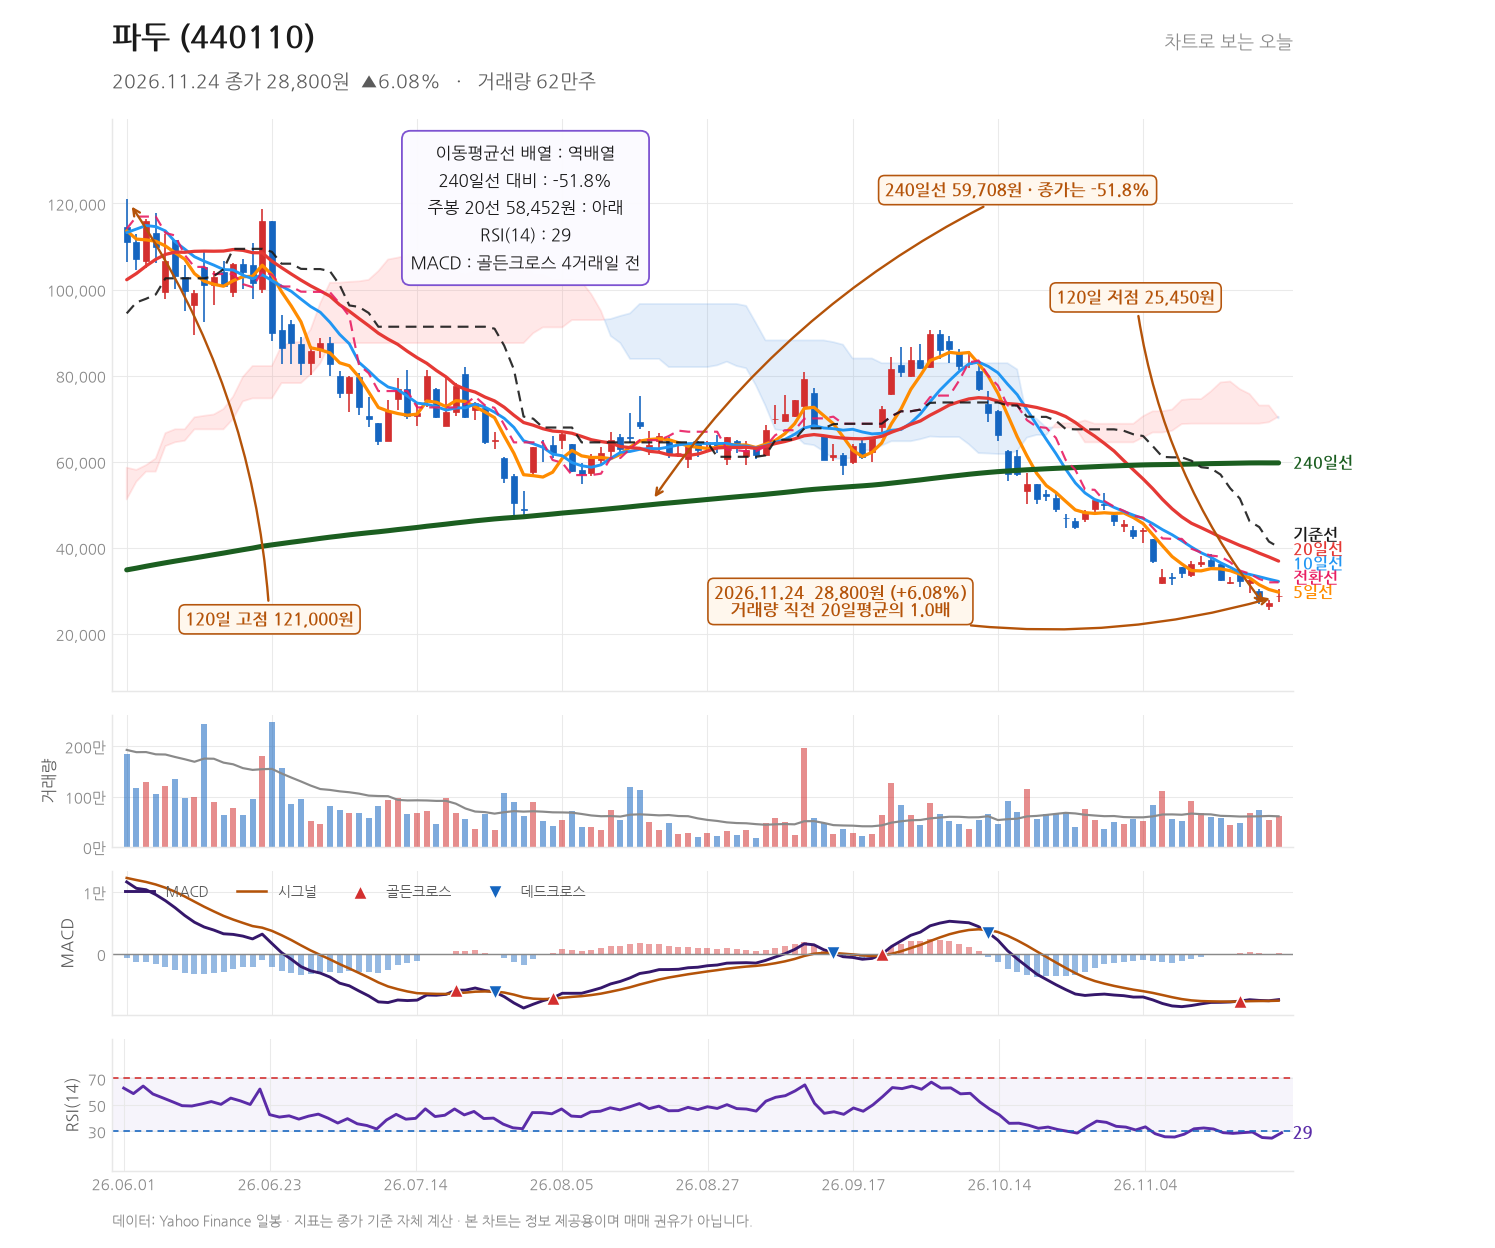 파두 (440110)
차트로 보는 오늘
2026.11.24 종가 28,800원 ▲6.08% · 거래량 62만주
이동평균선 배열 : 역배열
240일선 대비 : -51.8%
주봉 20선 58,452원 : 아래
RSI(14) : 29
MACD : 골든크로스 4거래일 전
240일선 59,708원 · 종가는 -51.8%
120일 저점 25,450원
120,000
100,000
80,000
60,000
40,000
20,000
240일선
기준선
20일선
10일선
전환선
5일선
2026.11.24 28,800원 (+6.08%)
거래량 직전 20일평균의 1.0배
120일 고점 121,000원
거래량
200만
100만
0만
MACD
1만
0
MACD
시그널
골든크로스
데드크로스
RSI(14)
70
50
30
29
26.06.01
26.06.23
26.07.14
26.08.05
26.08.27
26.09.17
26.10.14
26.11.04
데이터: Yahoo Finance 일봉 · 지표는 종가 기준 자체 계산 · 본 차트는 정보 제공용이며 매매 권유가 아닙니다.